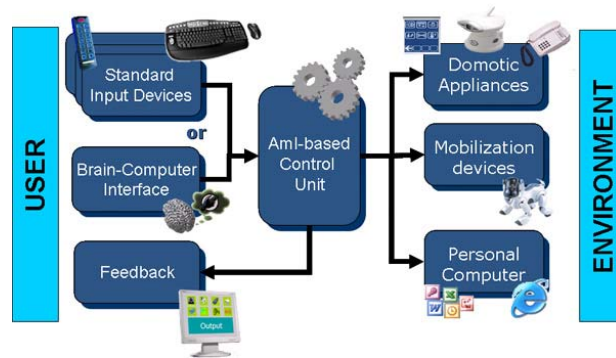 USER
Standard
Input Devices
or
Brain-Computer
Interface
Feedback
Output
AmI-based
Control
Unit
Domotic
Appliances
Mobilization
devices
Personal
Computer
ENVIRONMENT